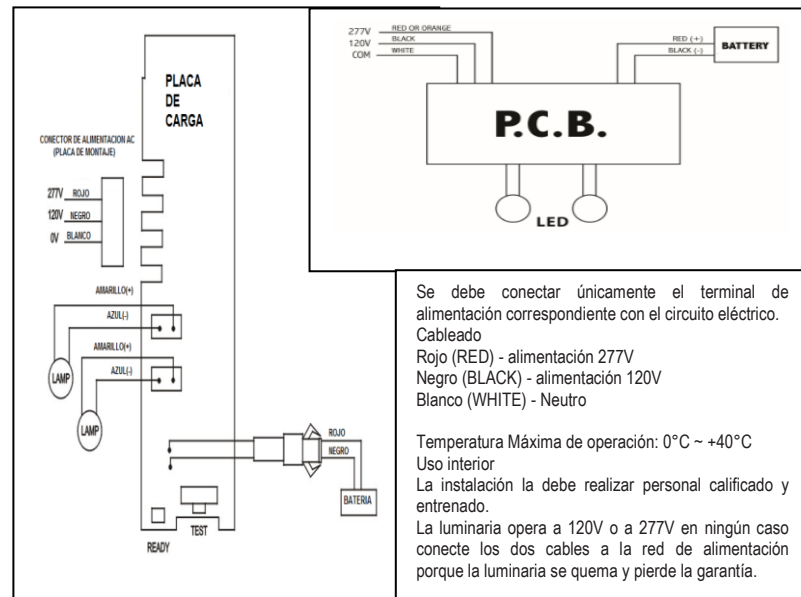 PLACA
DE
CARGA
CONECTOR DE ALIMENTACION AC
(PLACA DE MONTAJE)
277V ROJO
120V NEGRO
0V BLANCO
AMARILLO(+)
AZUL(-)
AMARILLO(+)
AZUL(-)
LAMP
LAMP
ROJO
NEGRO
BATERIA
TEST
READY
277V RED OR ORANGE
120V BLACK
COM WHITE
RED (+)
BLACK (-)
BATTERY
P.C.B.
LED
Se debe conectar únicamente el terminal de
alimentación correspondiente con el circuito eléctrico.
Cableado
Rojo (RED) - alimentación 277V
Negro (BLACK) - alimentación 120V
Blanco (WHITE) - Neutro
Temperatura Máxima de operación: 0°C ~ +40°C
Uso interior
La instalación la debe realizar personal calificado y
entrenado.
La luminaria opera a 120V o a 277V en ningún caso
conecte los dos cables a la red de alimentación
porque la luminaria se quema y pierde la garantía.